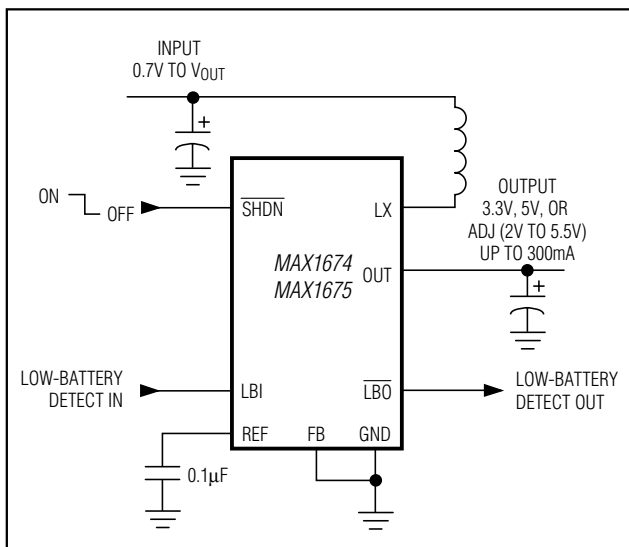 INPUT
0.7V TO VOUT
ON
OFF
SHDN
LX
OUTPUT
3.3V, 5V, OR
ADJ (2V TO 5.5V)
UP TO 300mA
+
+
MAX1674
MAX1675
OUT
LOW-BATTERY
DETECT IN
LBI
LBO
LOW-BATTERY
DETECT OUT
REF
FB
GND
0.1µF